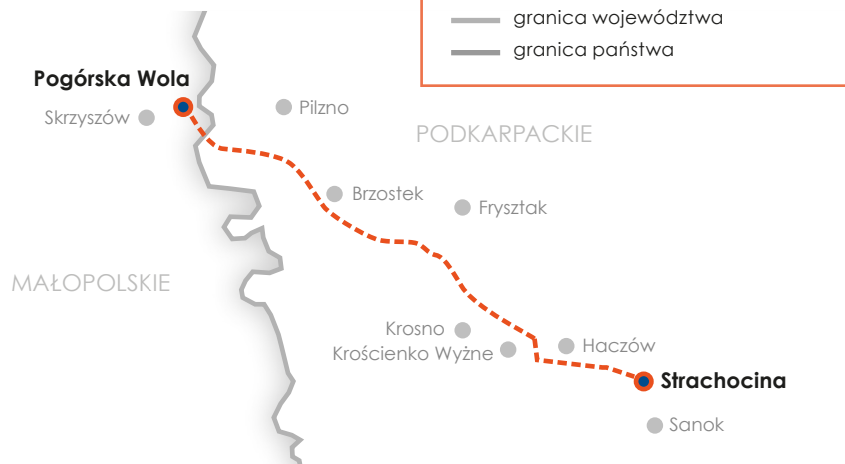 granica województwa
granica państwa
Pogórska Wola
Skrzyszów
Pilzno
PODKARPACKIE
Brzostek
Frysztak
MAŁOPOLSKIE
Krosno
Krościenko Wyżne
Haczów
Strachocina
Sanok